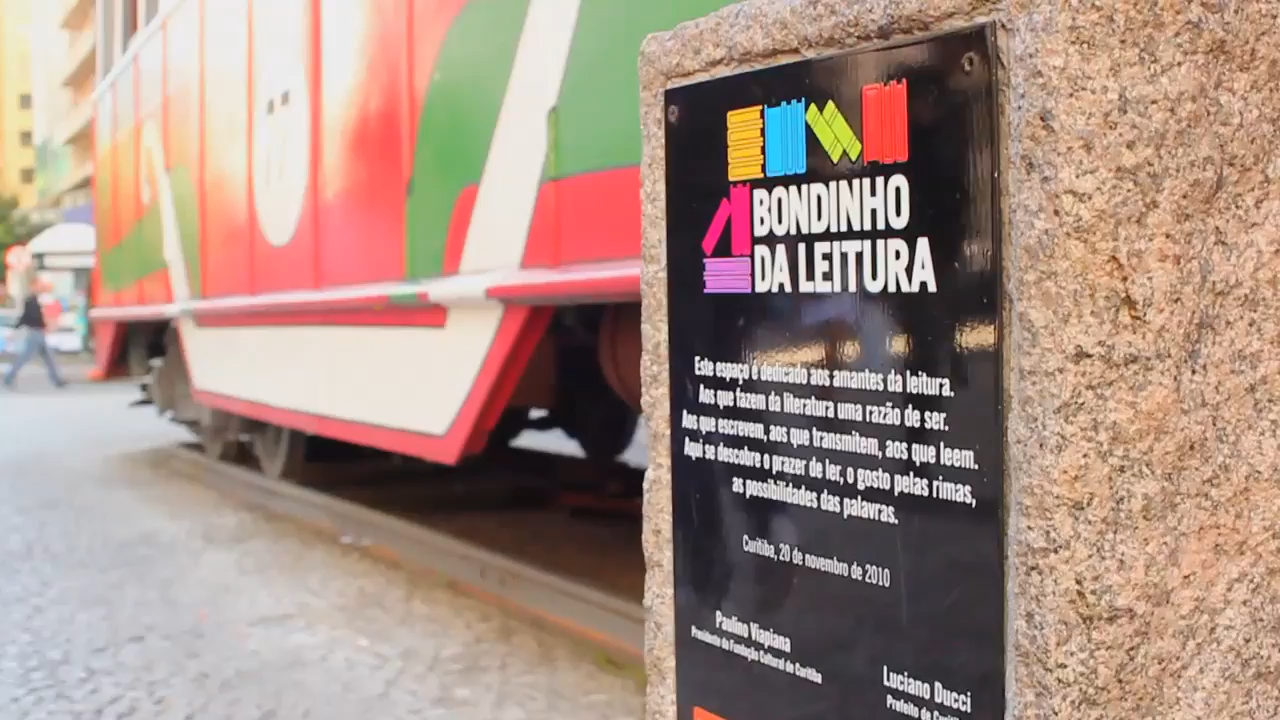 BONDINHO
DA LEITURA
Este espaço é dedicado aos amantes da leitura.
Aos que fazem da literatura uma razão de ser.
Aos que escrevem, aos que transmitem, aos que leem.
Aqui se descobre o prazer de ler, o gosto pelas rimas,
as possibilidades das palavras.
Curitiba, 20 de novembro de 2010
Paulino Viapiana
Presidente da Fundação Cultural de Curitiba
Luciano Ducci
Prefeito de